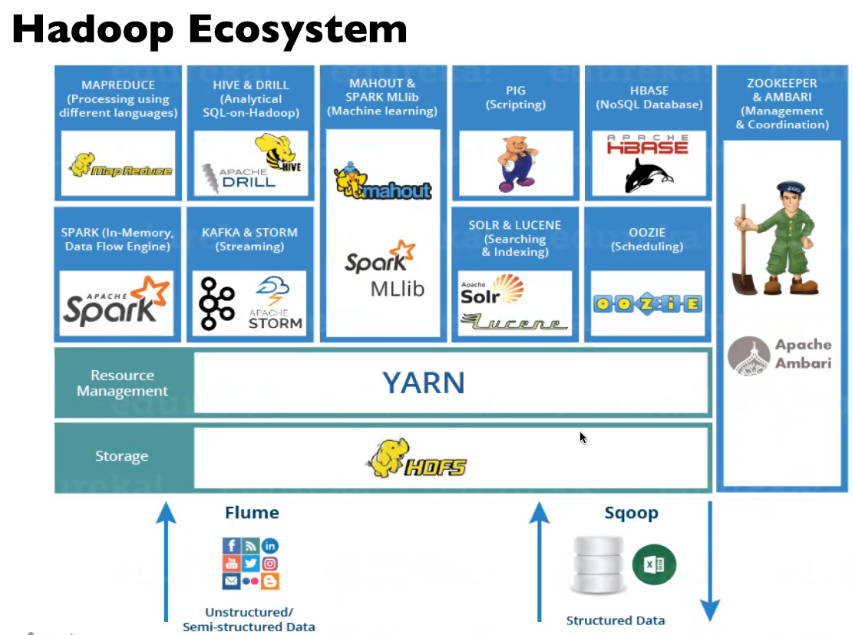 Hadoop Ecosystem
MAPREDUCE
(Processing using
different languages)
MapReduce
HIVE & DRILL
(Analytical
SQL-on-Hadoop)
APACHE
DRILL
HIVE
MAHOUT &
SPARK MLlib
(Machine learning)
mahout
Spark
MLlib
PIG
(Scripting)
HBASE
(NoSQL Database)
APACHE
HBASE
ZOOKEEPER
& AMBARI
(Management
& Coordination)
ZOO
Apache
Ambari
SPARK (In-Memory,
Data Flow Engine)
APACHE
Spark
KAFKA & STORM
(Streaming)
APACHE
STORM
SOLR & LUCENE
(Searching
& Indexing)
Apache
Solr
Lucene
OOZIE
(Scheduling)
OOZIE
Resource
Management
YARN
Storage
HDFS
Flume
Unstructured/
Semi-structured Data
Sqoop
Structured Data